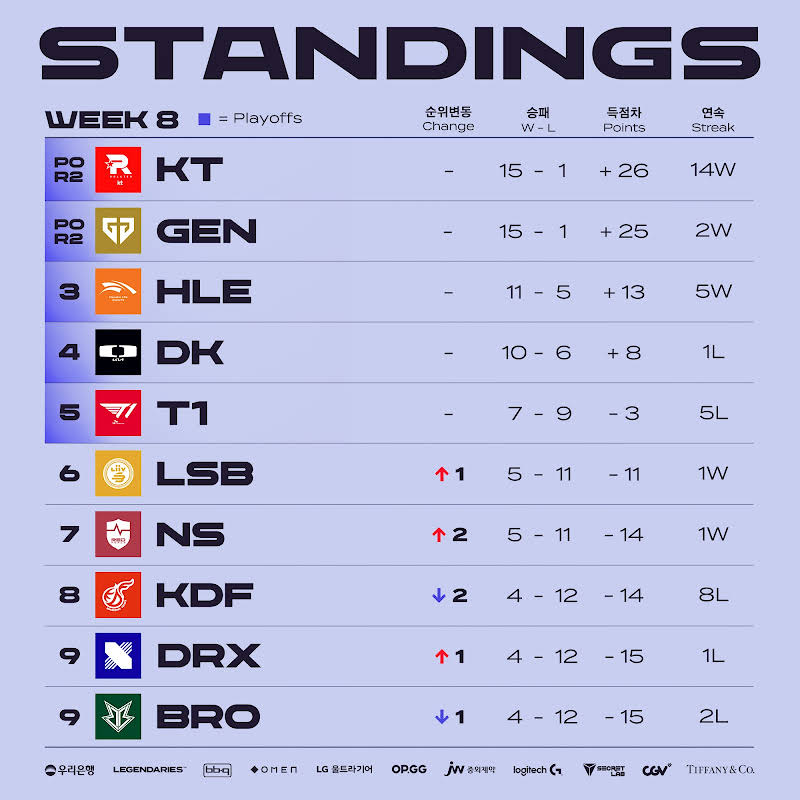 STANDINGS
WEEK 8 = Playoffs 순위변동 Change 승패 W – L 득점차 Points 연속 Streak
PO R2 KT – 15 – 1 + 26 14W
PO R2 GEN – 15 – 1 + 25 2W
3 HLE – 11 – 5 + 13 5W
4 DK – 10 – 6 + 8 1L
5 T1 – 7 – 9 – 3 5L
6 LSB ↑ 1 5 – 11 – 11 1W
7 NS ↑ 2 5 – 11 – 14 1W
8 KDF ↓ 2 4 – 12 – 14 8L
9 DRX ↑ 1 4 – 12 – 15 1L
9 BRO ↓ 1 4 – 12 – 15 2L
우리은행 LEGENDARIES™ bb.q OMEN LG 울트라기어 OP.GG JW 중외제약 logitech G SECRET LAB CGV TIFFANY & CO.